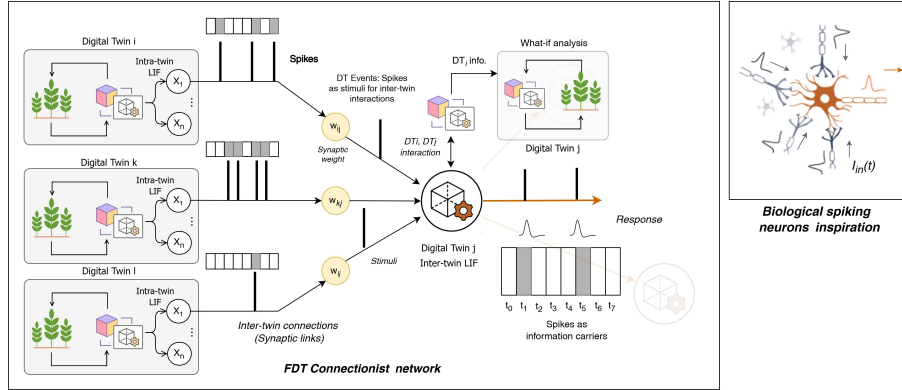 Digital Twin i
Intra-twin
LIF
X1
Xn
Spikes
DT Events: Spikes
as stimuli for inter-twin
interactions
wij
Synaptic
weight
Digital Twin k
Intra-twin
LIF
X1
Xn
wkj
Digital Twin l
Intra-twin
LIF
X1
Xn
wlj
Stimuli
Inter-twin connections
(Synaptic links)
DTj info.
DTi, DTj
interaction
What-if analysis
Digital Twin j
Digital Twin j
Inter-twin LIF
Response
t0 t1 t2 t3 t4 t5 t6 t7
Spikes as
information carriers
FDT Connectionist network
Iin(t)
Biological spiking
neurons inspiration